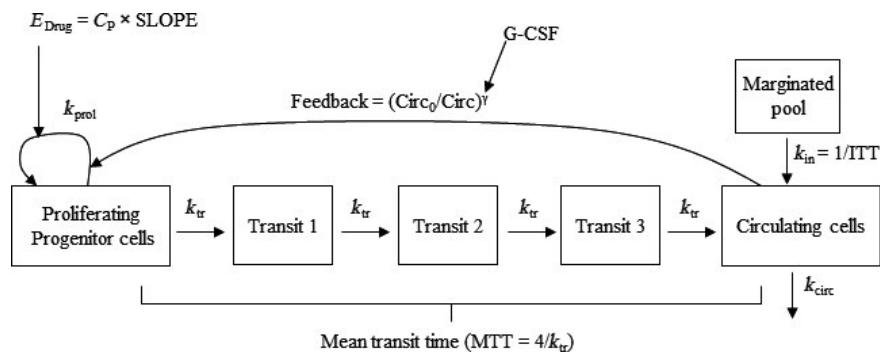 E_Drug = C_P × SLOPE
G-CSF
Feedback = (Circ₀/Circ)^γ
Marginated
pool
k_prol
k_in = 1/ITT
Proliferating
Progenitor cells
k_tr
Transit 1
k_tr
Transit 2
k_tr
Transit 3
k_tr
Circulating cells
k_circ
Mean transit time (MTT = 4/k_tr)